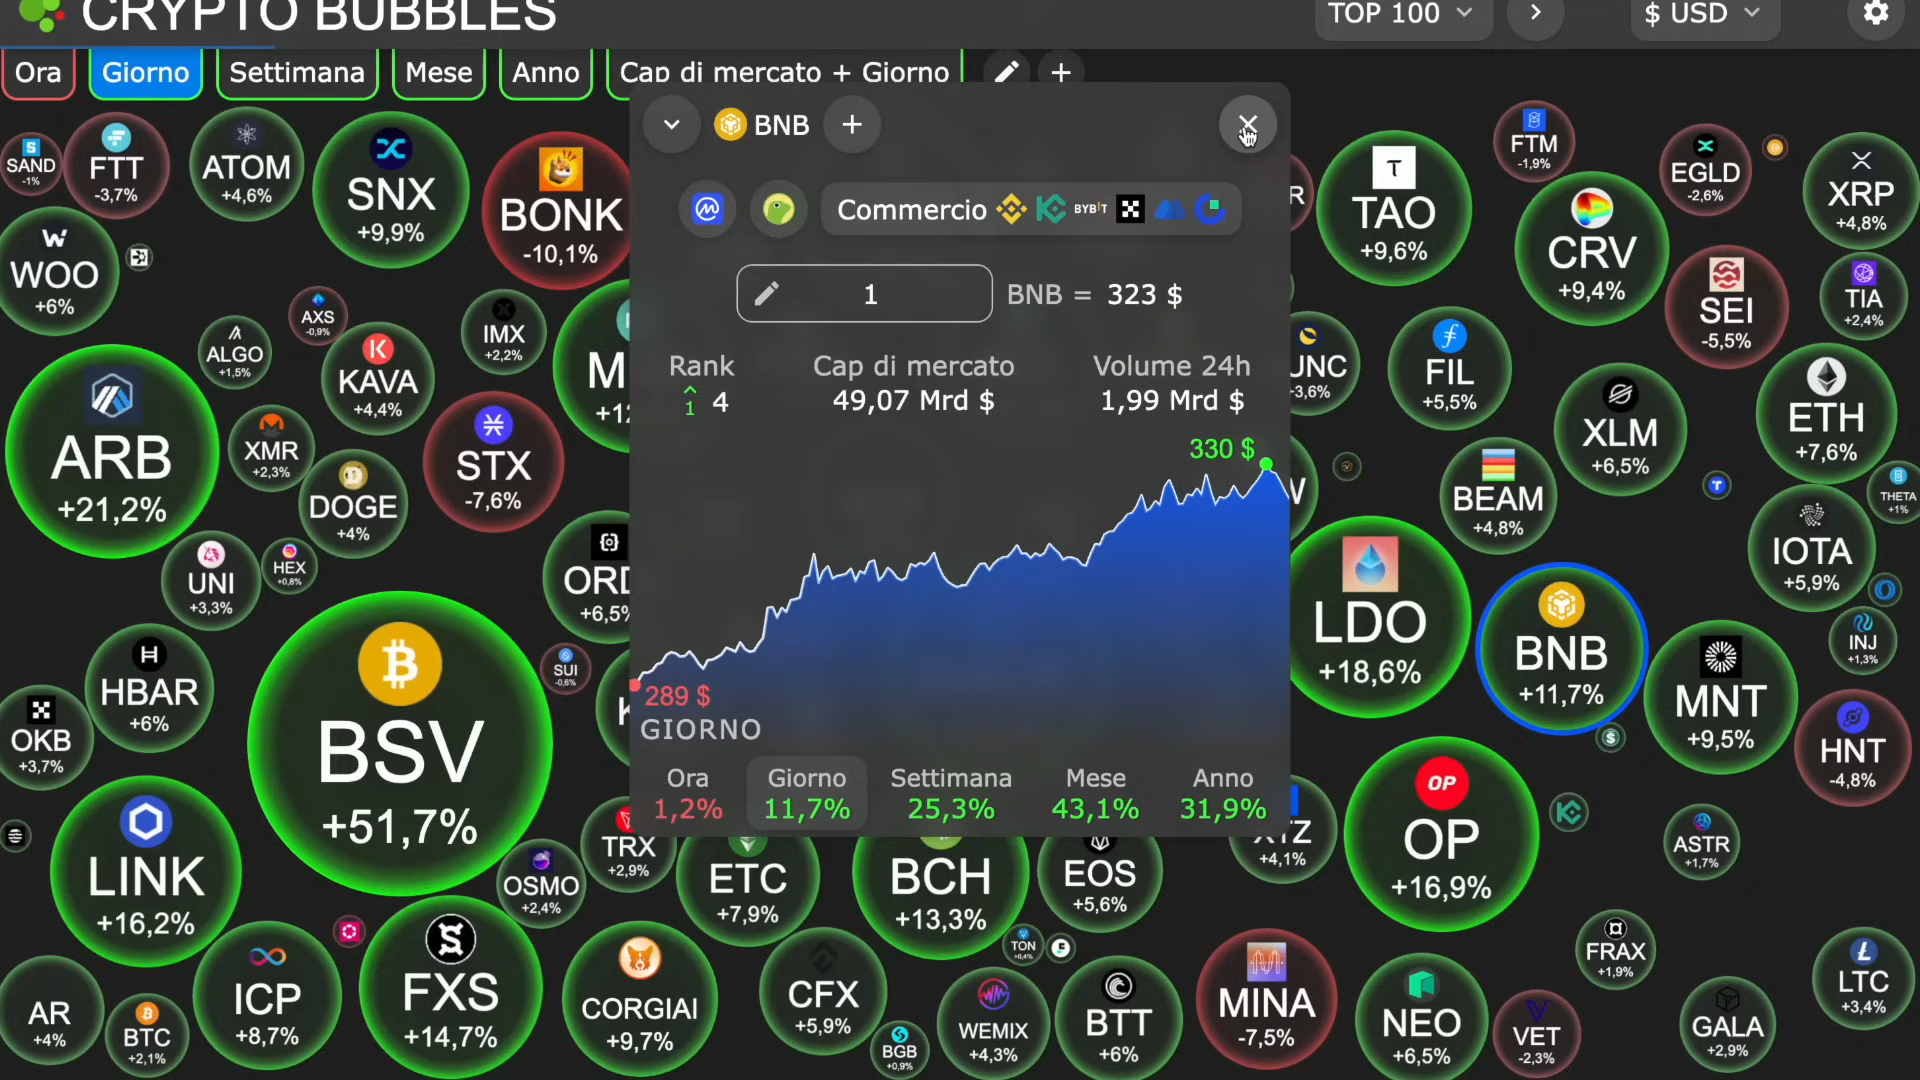 CRYPTO BUBBLES
TOP 100
$ USD
Ora
Giorno
Settimana
Mese
Anno
Cap di mercato + Giorno
BNB
Commercio
BYBIT
1
BNB = 323 $
Rank
1 4
Cap di mercato
49,07 Mrd $
Volume 24h
1,99 Mrd $
330 $
289 $
GIORNO
Ora
1,2%
Giorno
11,7%
Settimana
25,3%
Mese
43,1%
Anno
31,9%
SAND
-1%
FTT
-3,7%
ATOM
+4,6%
SNX
+9,9%
BONK
-10,1%
WOO
+6%
ALGO
+1,5%
AXS
-0,9%
KAVA
+4,4%
IMX
+2,2%
ARB
+21,2%
XMR
+2,3%
DOGE
+4%
STX
-7,6%
UNI
+3,3%
HEX
+0,8%
ORD
+6,5%
SUI
-0,6%
HBAR
+6%
OKB
+3,7%
BSV
+51,7%
LINK
+16,2%
OSMO
+2,4%
TRX
+2,9%
ETC
+7,9%
BCH
+13,3%
EOS
+5,6%
AR
+4%
BTC
+2,1%
ICP
+8,7%
FXS
+14,7%
CORGIAI
+9,7%
CFX
+5,9%
BGB
+0,9%
TON
+0,4%
WEMIX
+4,3%
BTT
+6%
MINA
-7,5%
TAO
+9,6%
FTM
-1,9%
EGLD
-2,6%
XRP
+4,8%
CRV
+9,4%
SEI
-5,5%
TIA
+2,4%
UNC
+3,6%
FIL
+5,5%
XLM
+6,5%
ETH
+7,6%
BEAM
+4,8%
THETA
+1%
IOTA
+5,9%
LDO
+18,6%
BNB
+11,7%
MNT
+9,5%
INJ
+1,3%
HNT
-4,8%
XTZ
+4,1%
OP
+16,9%
ASTR
+1,7%
FRAX
+1,9%
LTC
+3,4%
NEO
+6,5%
VET
-2,3%
GALA
+2,9%